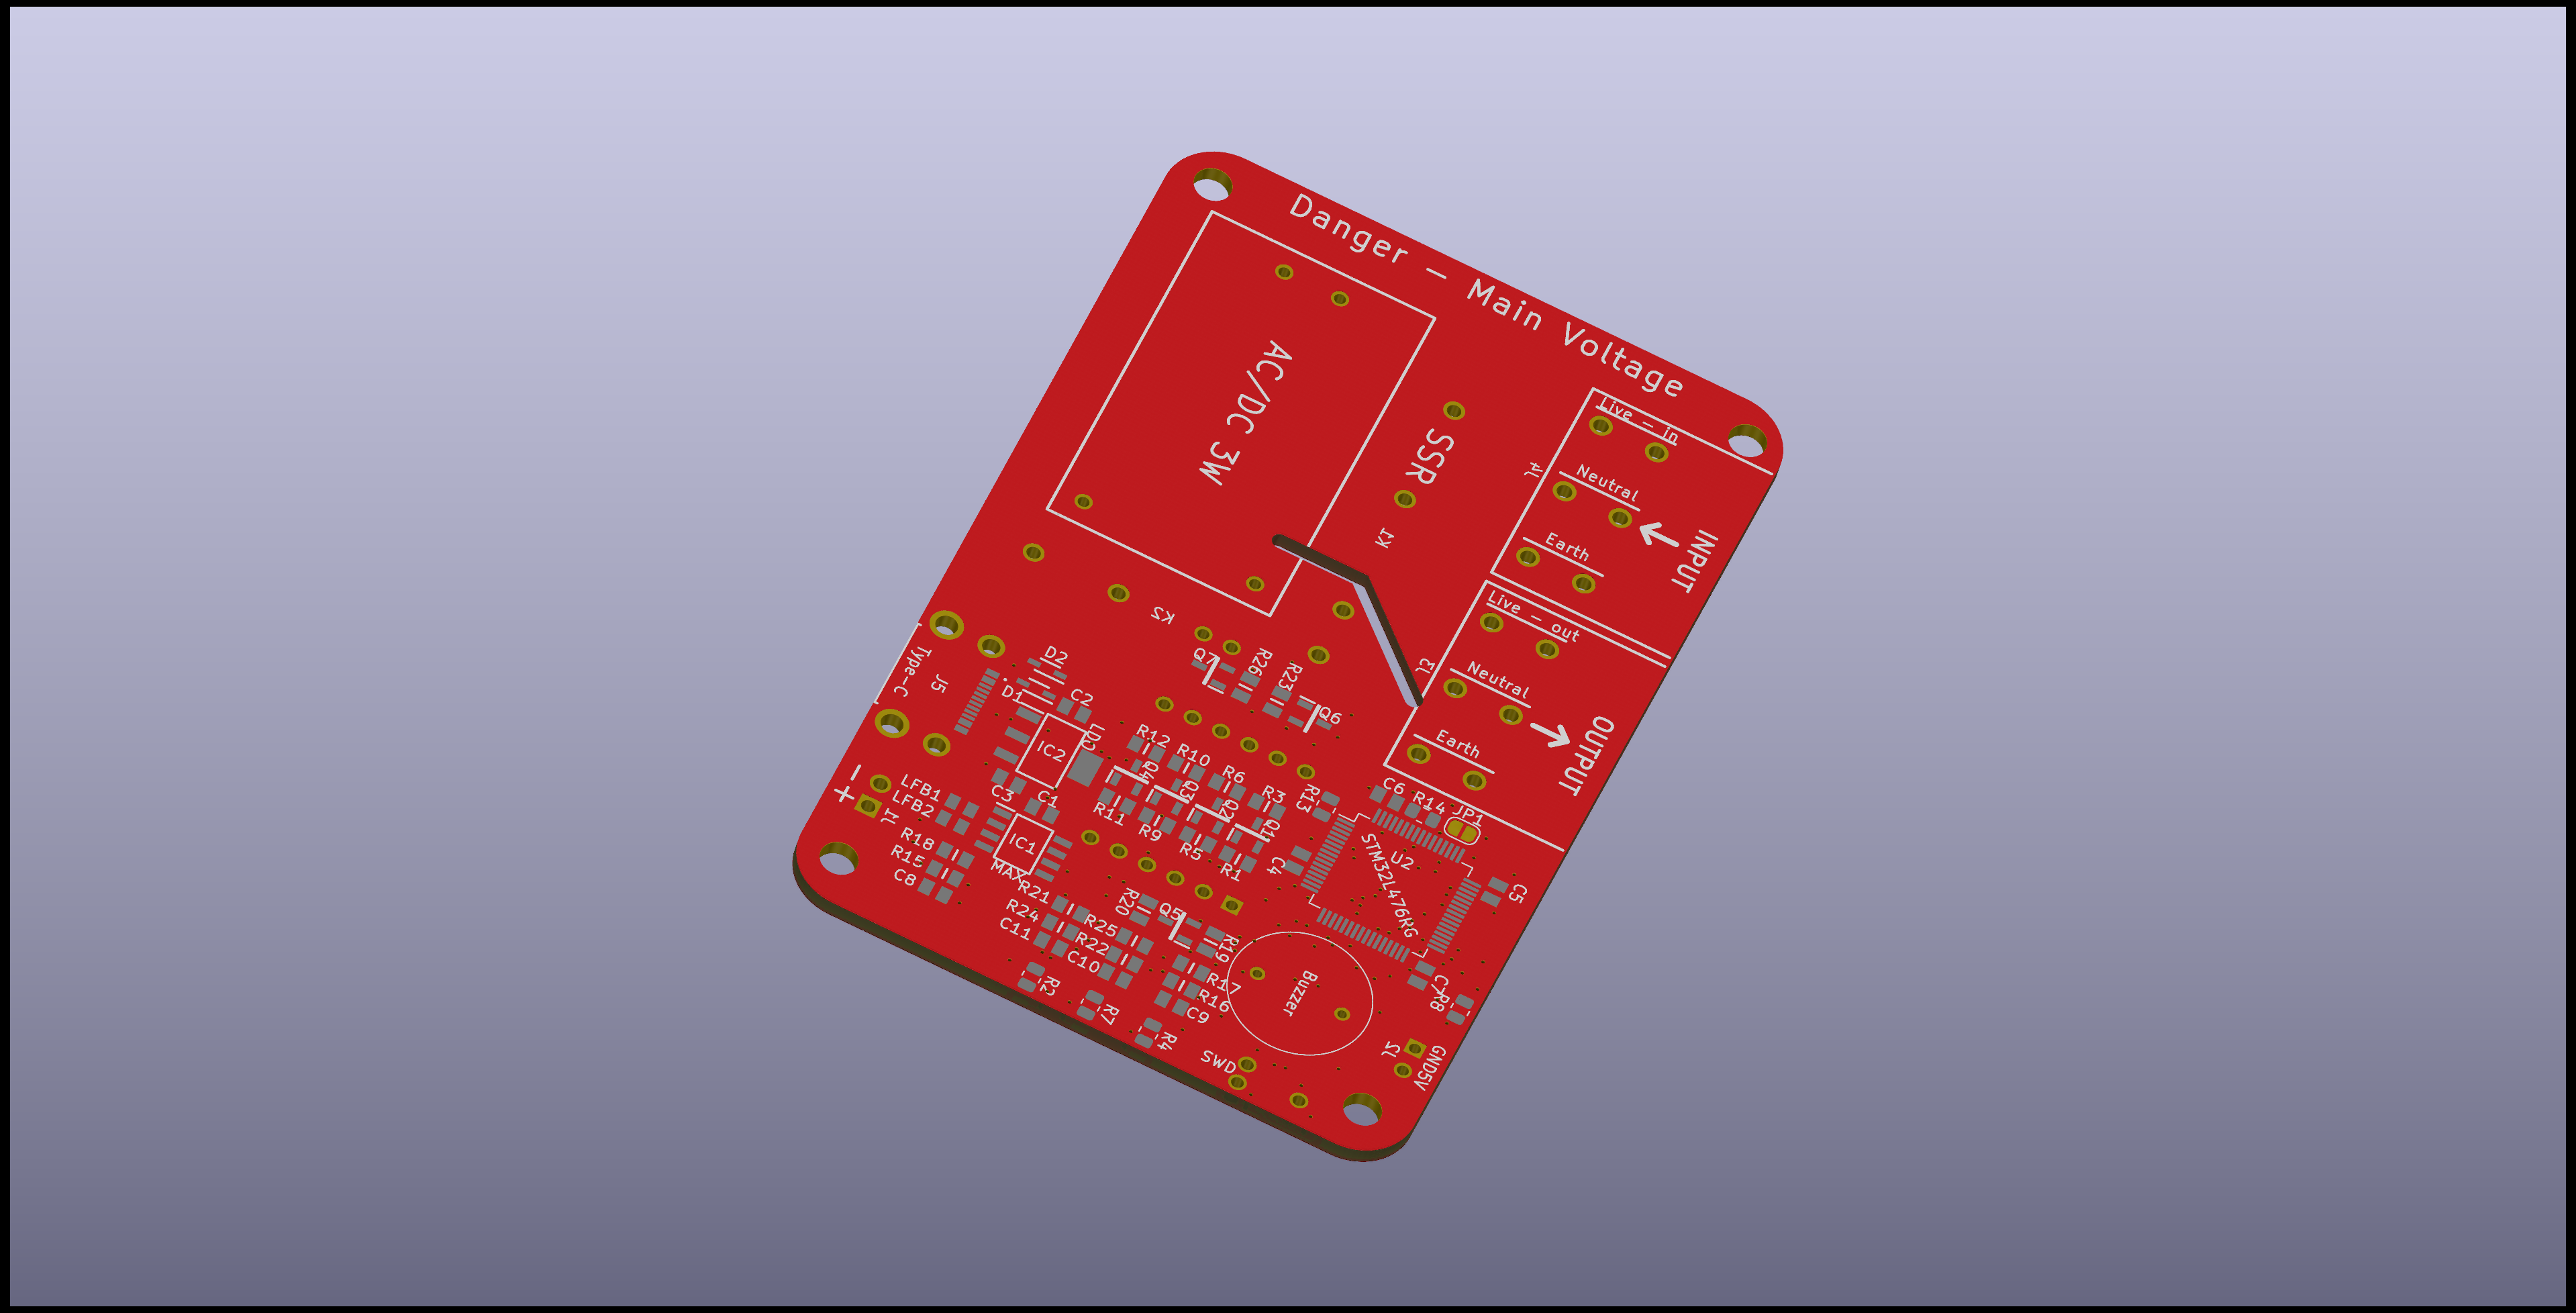 Danger - Main Voltage
AC/DC 3W
SSR
K1
J4
Live - in
Neutral
Earth
INPUT
J3
Live - out
Neutral
Earth
OUTPUT
K2
Type-C
J5
D2
D1
C2
IC2
LDO
Q7
R26
R23
Q6
R12
R10
R6
R3
R13
Q4
Q3
Q2
Q1
R11
R9
R5
R1
C4
C6
R14
JP1
U2
STM32L476RG
C5
- +
J1
LFB1
LFB2
C3
C1
IC1
MAX
R18
R15
C8
R21
R24
C11
R20
Q5
R25
R22
C10
R19
R17
R16
C9
R2
R7
R4
Buzzer
C7
R8
SWD
J2
GND5V